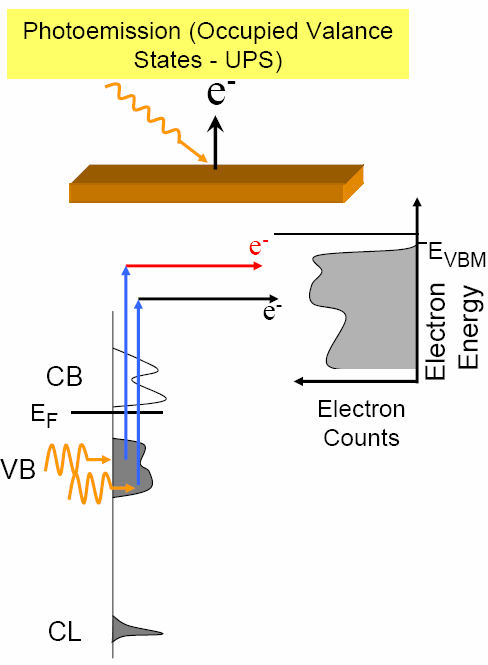 Photoemission (Occupied Valance
States - UPS)
e-
e-
EVBM
e-
Electron
Energy
CB
EF
Electron
Counts
VB
CL